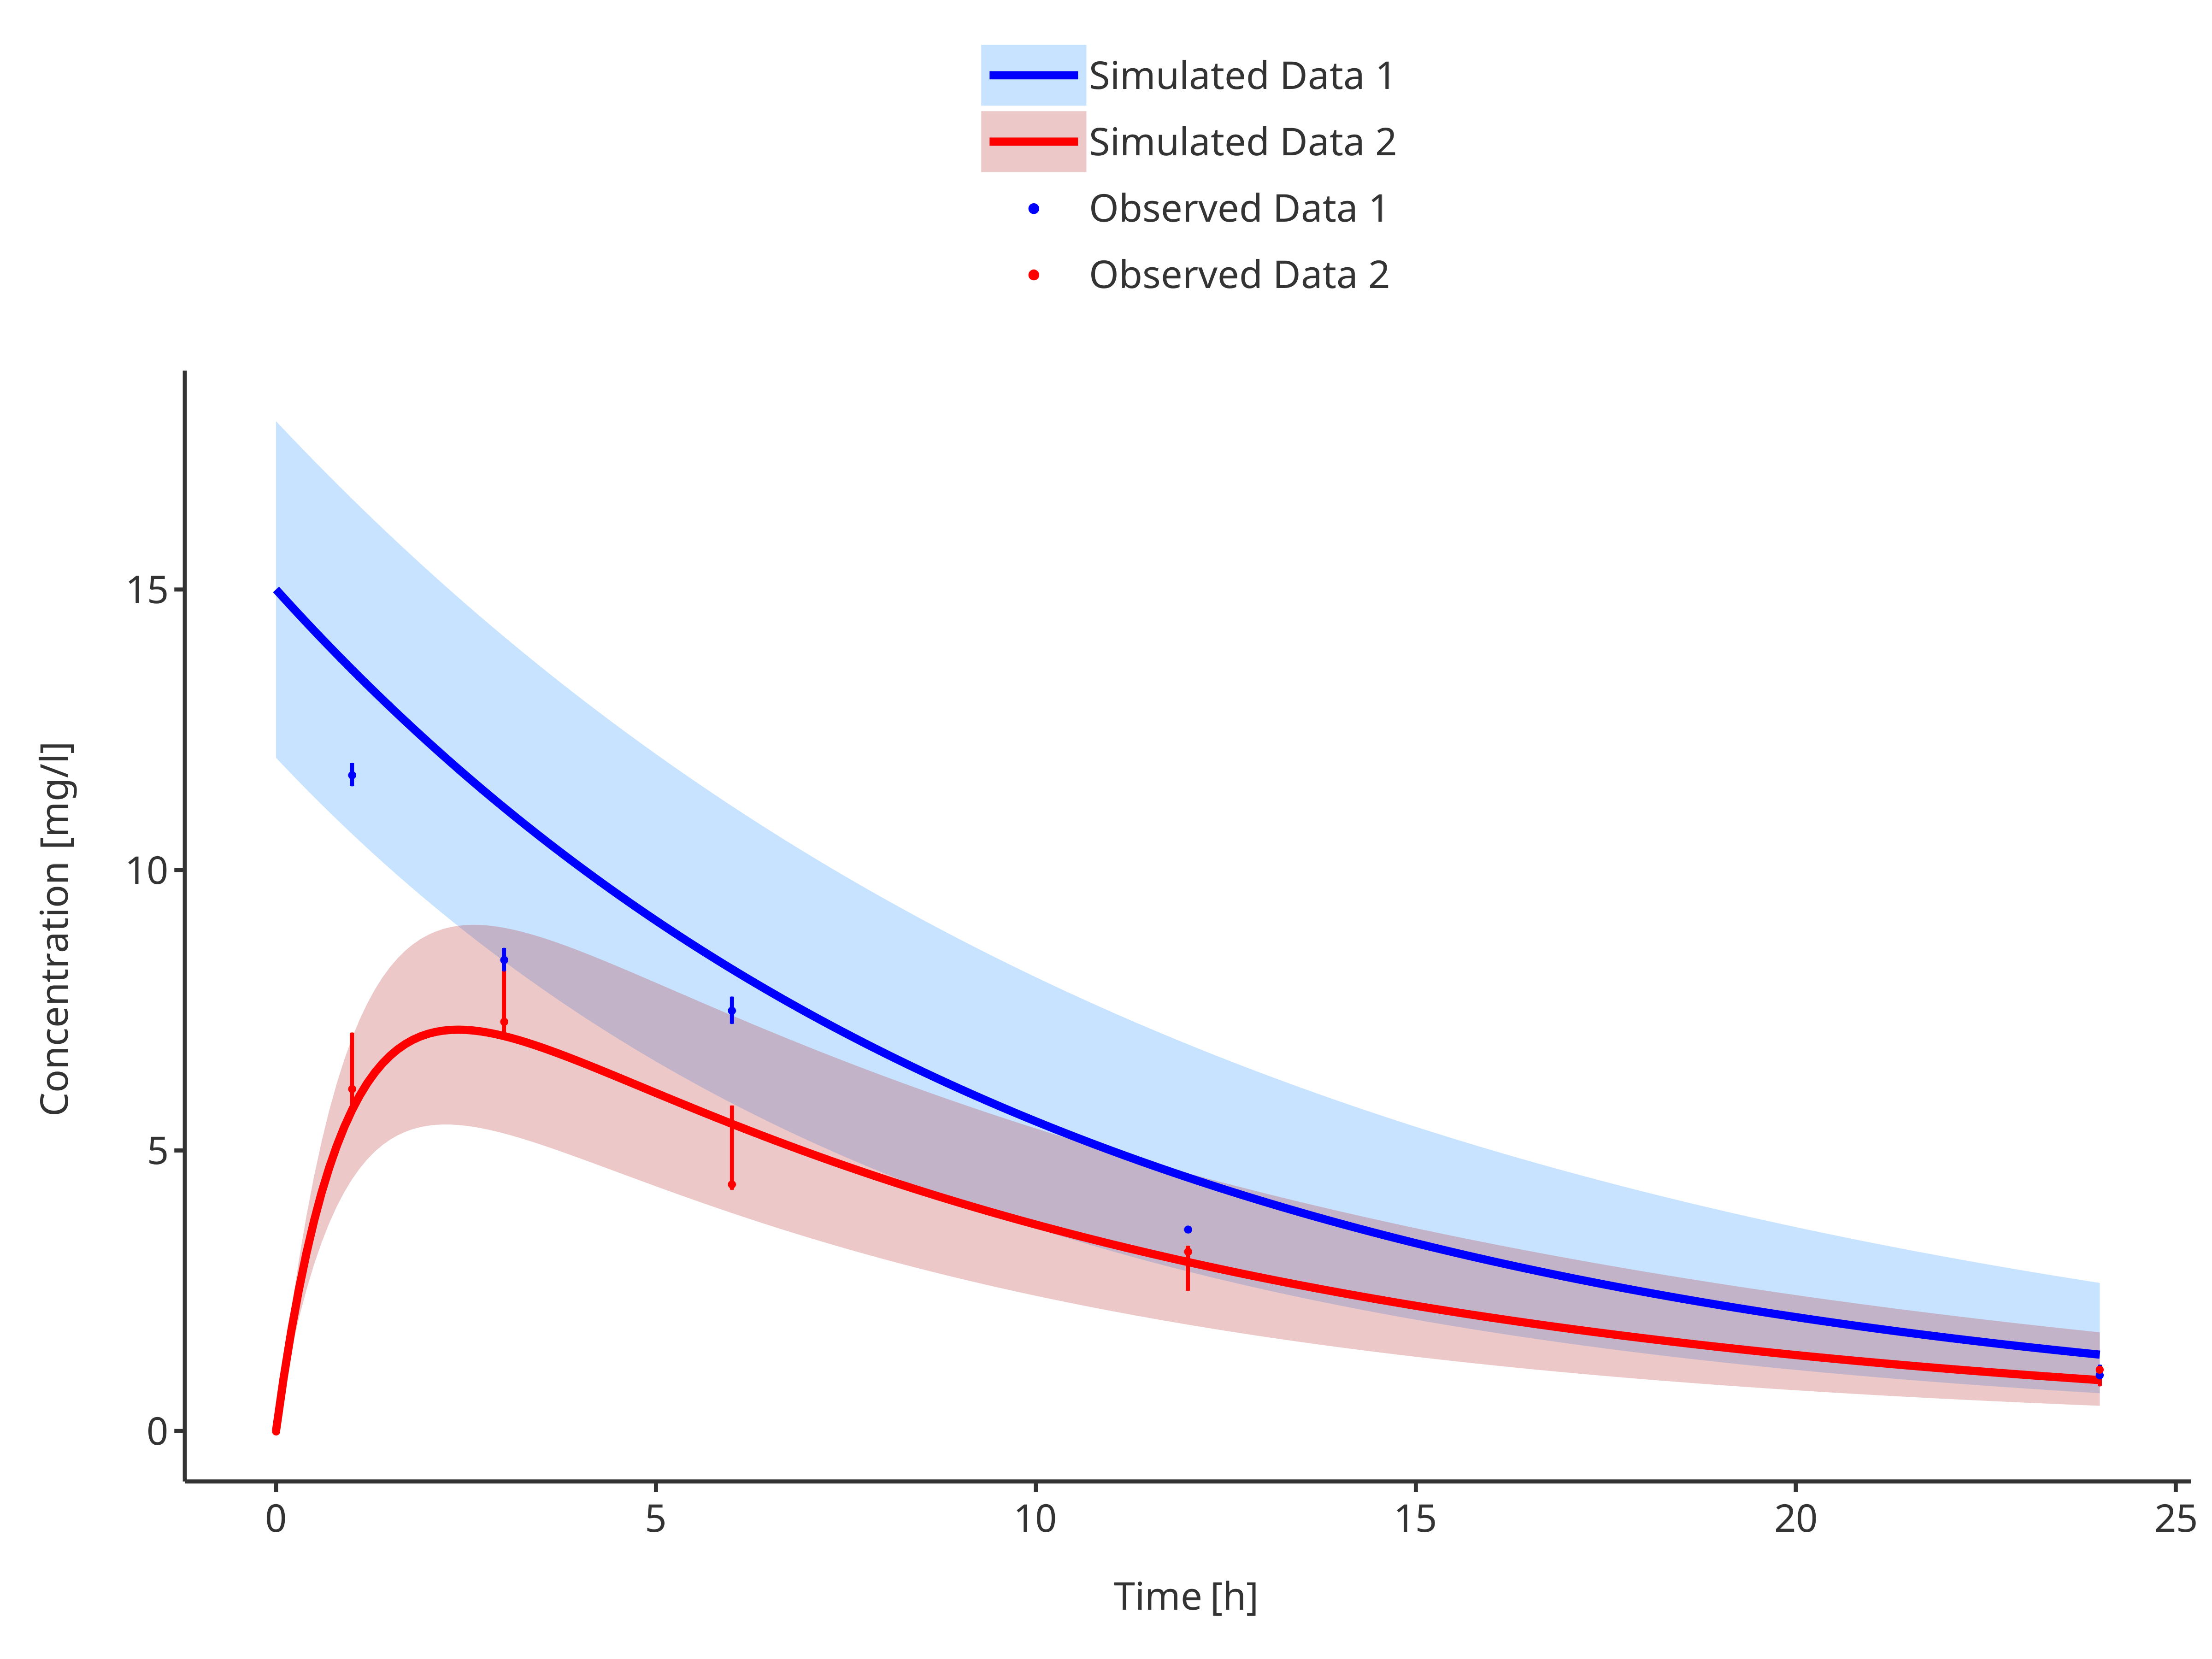 Simulated Data 1
Simulated Data 2
Observed Data 1
Observed Data 2
Concentration [mg/l]
15
10
5
0
0 5 10 15 20 25
Time [h]